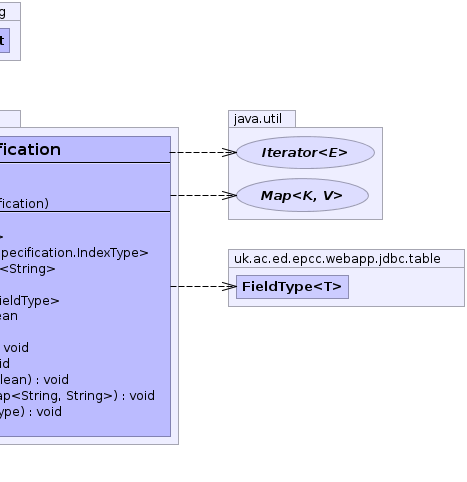 g
t
ification
java.util
Iterator<E>
Map<K, V>
fication)
>
pecification.IndexType>
<String>
ieldType>
ean
void
id
lean) : void
ap<String, String>) : void
ype) : void
uk.ac.ed.epcc.webapp.jdbc.table
FieldType<T>